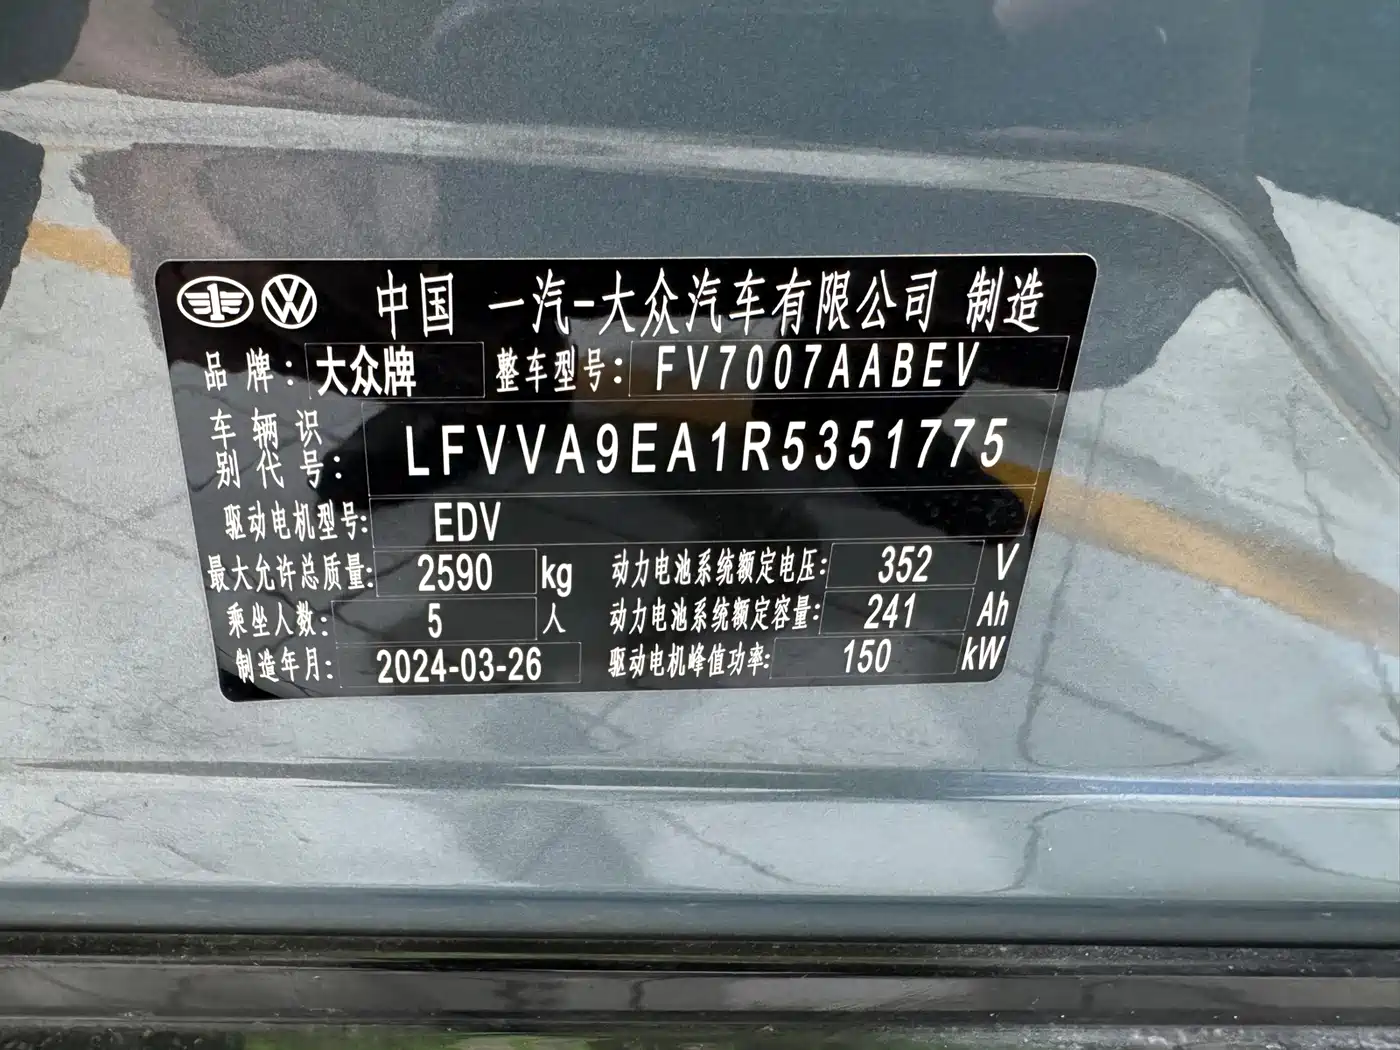 中国 一汽-大众汽车有限公司 制造
品牌: 大众牌 整车型号: FV7007AABEV
车辆识别代号: LFVVA9EA1R5351775
驱动电机型号: EDV
最大允许总质量: 2590 kg 动力电池系统额定电压: 352 V
乘坐人数: 5 人 动力电池系统额定容量: 241 Ah
制造年月: 2024-03-26 驱动电机峰值功率: 150 kW